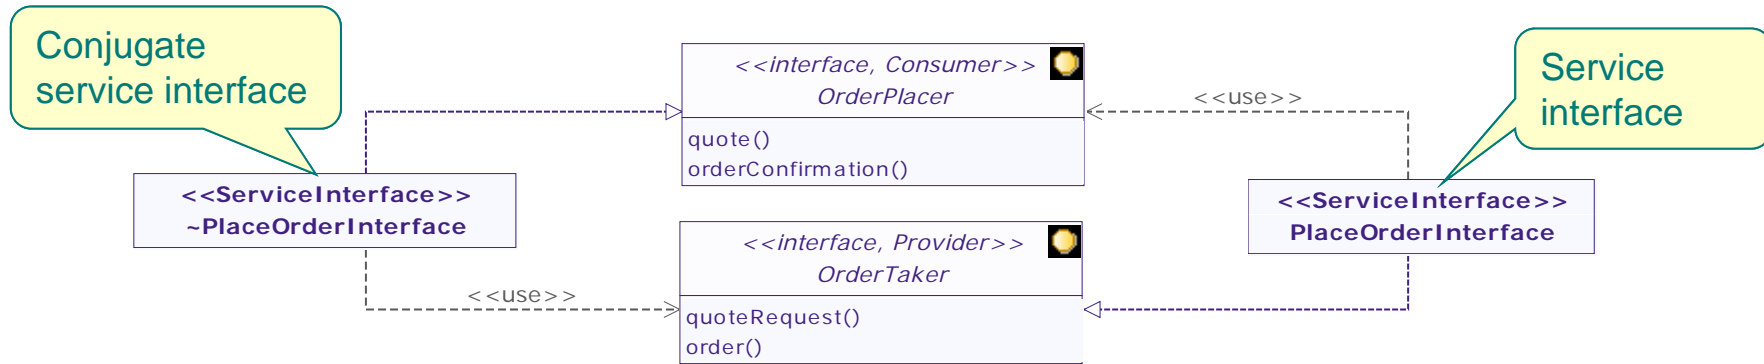 Conjugate
service interface
<<interface, Consumer>>
OrderPlacer
quote()
orderConfirmation()
<<use>>
Service
interface
<<ServiceInterface>>
~PlaceOrderInterface
<<ServiceInterface>>
PlaceOrderInterface
<<interface, Provider>>
OrderTaker
quoteRequest()
order()
<<use>>